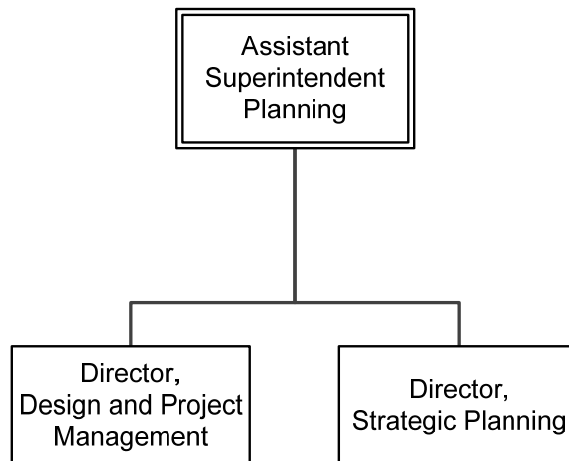 Assistant
Superintendent
Planning
Director,
Design and Project
Management
Director,
Strategic Planning